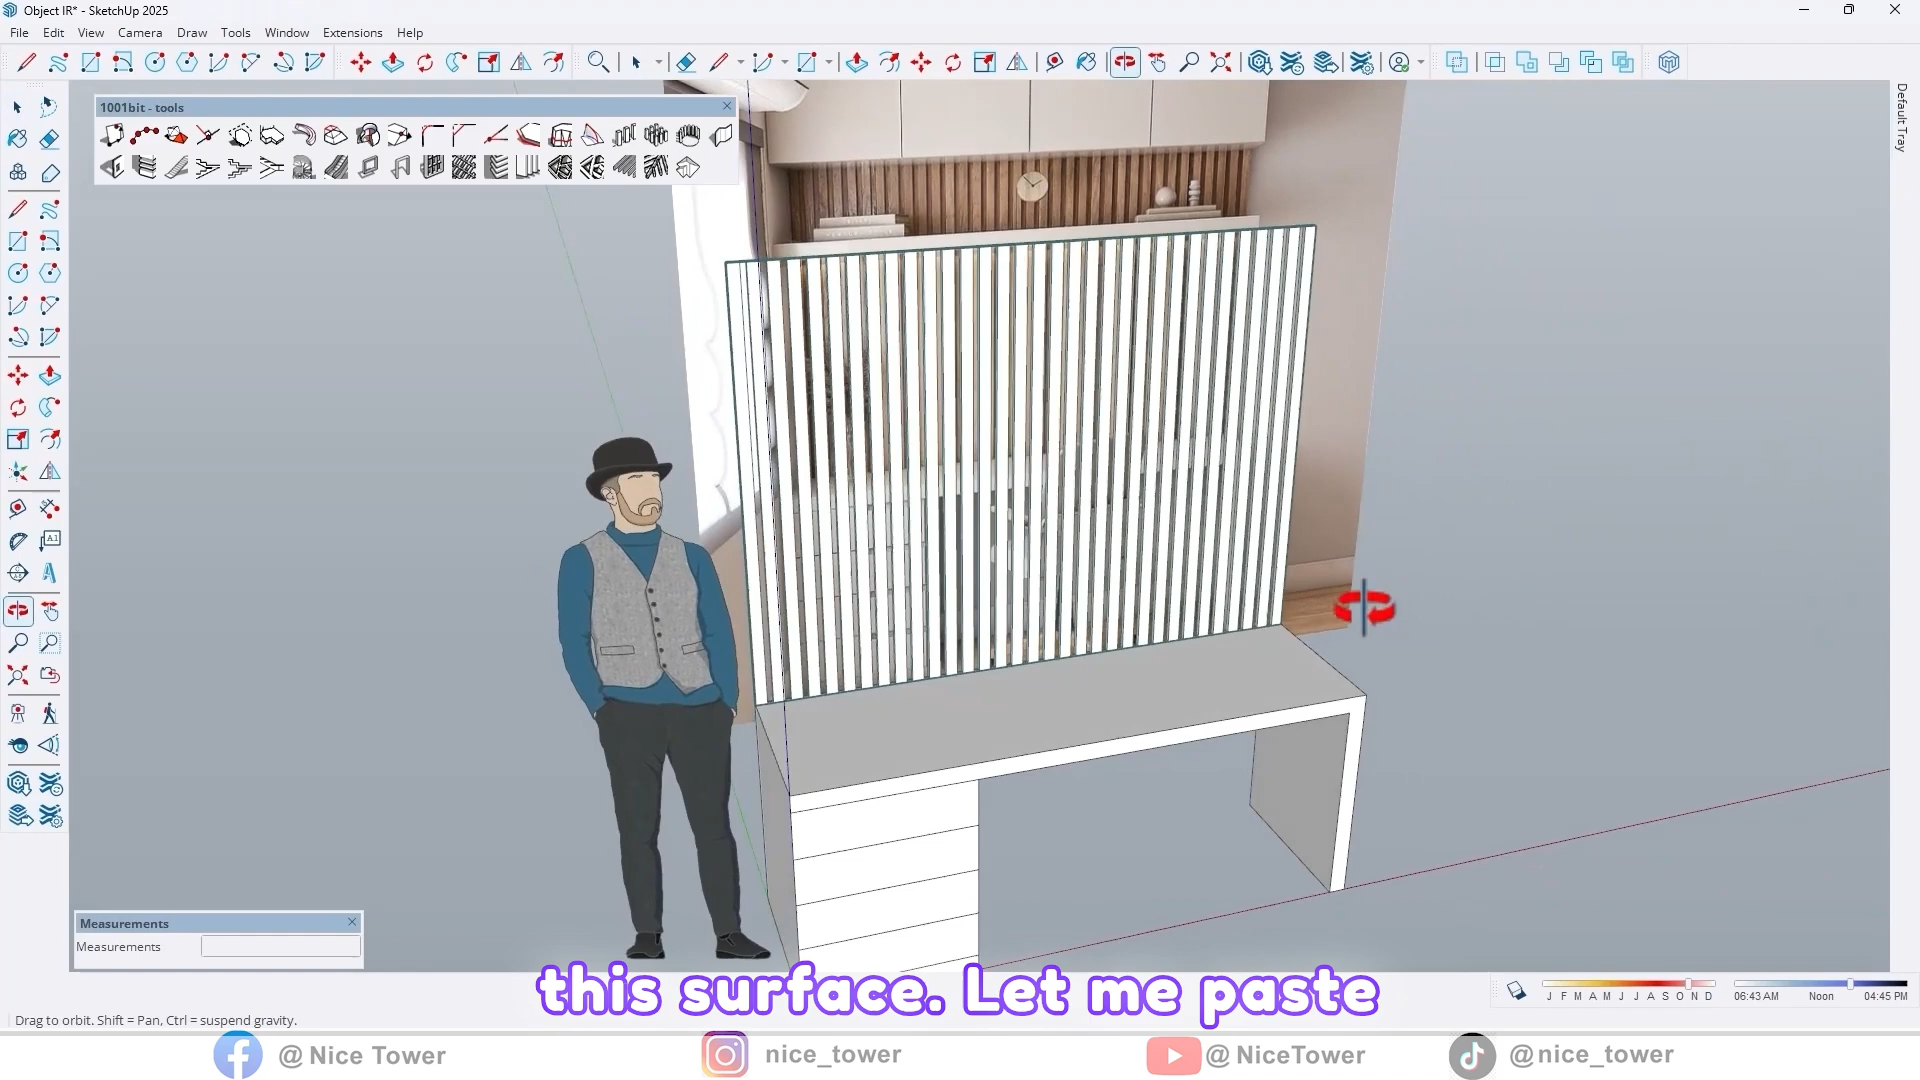 Object IR* - SketchUp 2025
File Edit View Camera Draw Tools Window Extensions Help
1001bit - tools
Default Tray
A1
Measurements
Measurements
this surface. Let me paste
J F M A M J J A S O N D
06:43 AM Noon 04:45 PM
Drag to orbit. Shift = Pan, Ctrl = suspend gravity.
@ Nice Tower nice_tower @ NiceTower @nice_tower